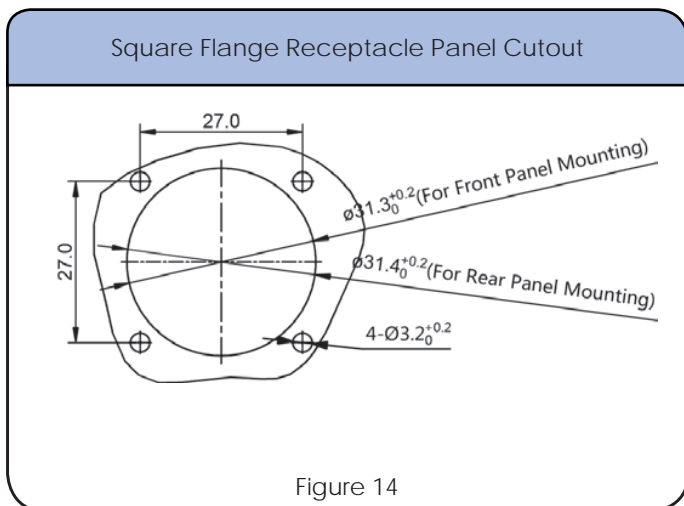 Square Flange Receptacle Panel Cutout
27.0
ø31.3+0.2 0(For Front Panel Mounting)
27.0
ø31.4+0.2 0(For Rear Panel Mounting)
4-Ø3.2+0.2 0
Figure 14